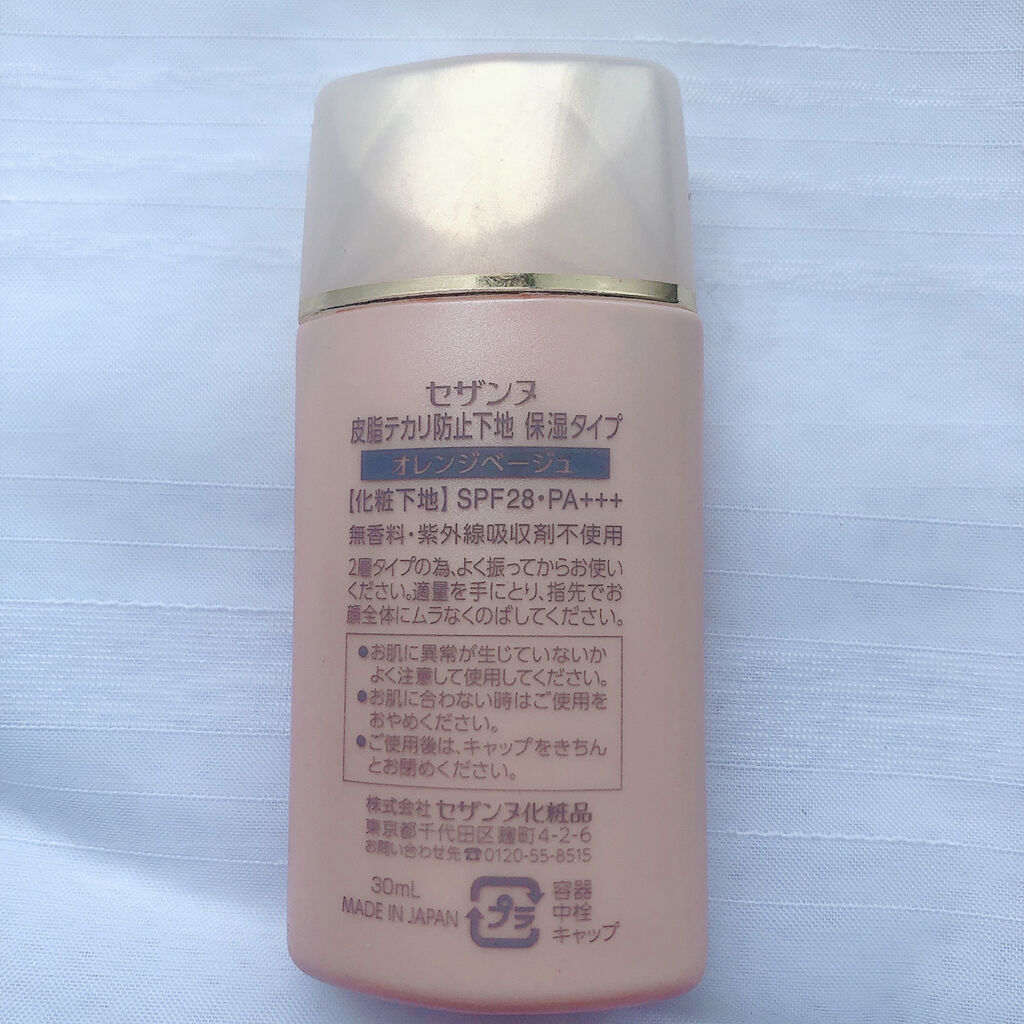 セザンヌ
皮脂テカリ防止下地 保湿タイプ
オレンジベージュ
【化粧下地】SPF28・PA+++
無香料・紫外線吸収剤不使用
2層タイプの為、よく振ってからお使い
ください。適量を手にとり、指先でお
顔全体にムラなくのばしてください。
●お肌に異常が生じていないか
よく注意して使用してください。
●お肌に合わない時はご使用を
おやめください。
●ご使用後は、キャップをきちん
とお閉めください。
株式会社 セザンヌ化粧品
東京都千代田区麹町4-2-6
お問い合わせ先☎0120-55-8515
30mL
MADE IN JAPAN
プラ
容器
中栓
キャップ